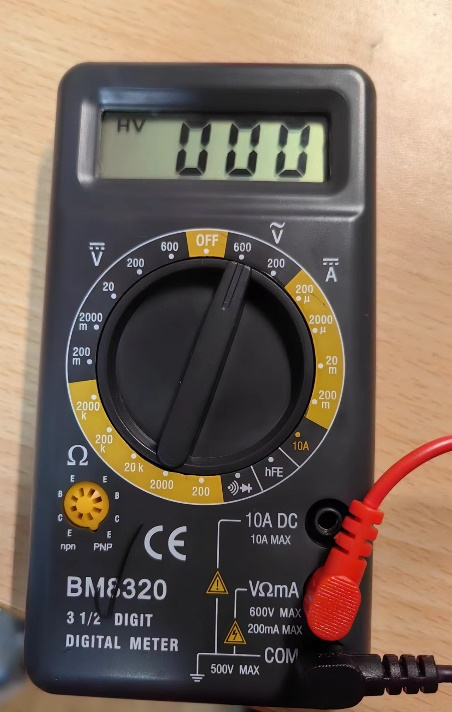 HV 000
OFF
600
200
200 μ
2000 μ
20 m
200 m
10A
hFE
200
2000
20 k
200 k
2000 k
200 m
2000 m
20
200
600
V
V
A
Ω
E
B
C
E
E
B
C
E
npn PNP
CE
10A DC
10A MAX
BM8320
3 1/2 DIGIT
DIGITAL METER
VΩmA
600V MAX
200mA MAX
COM
500V MAX